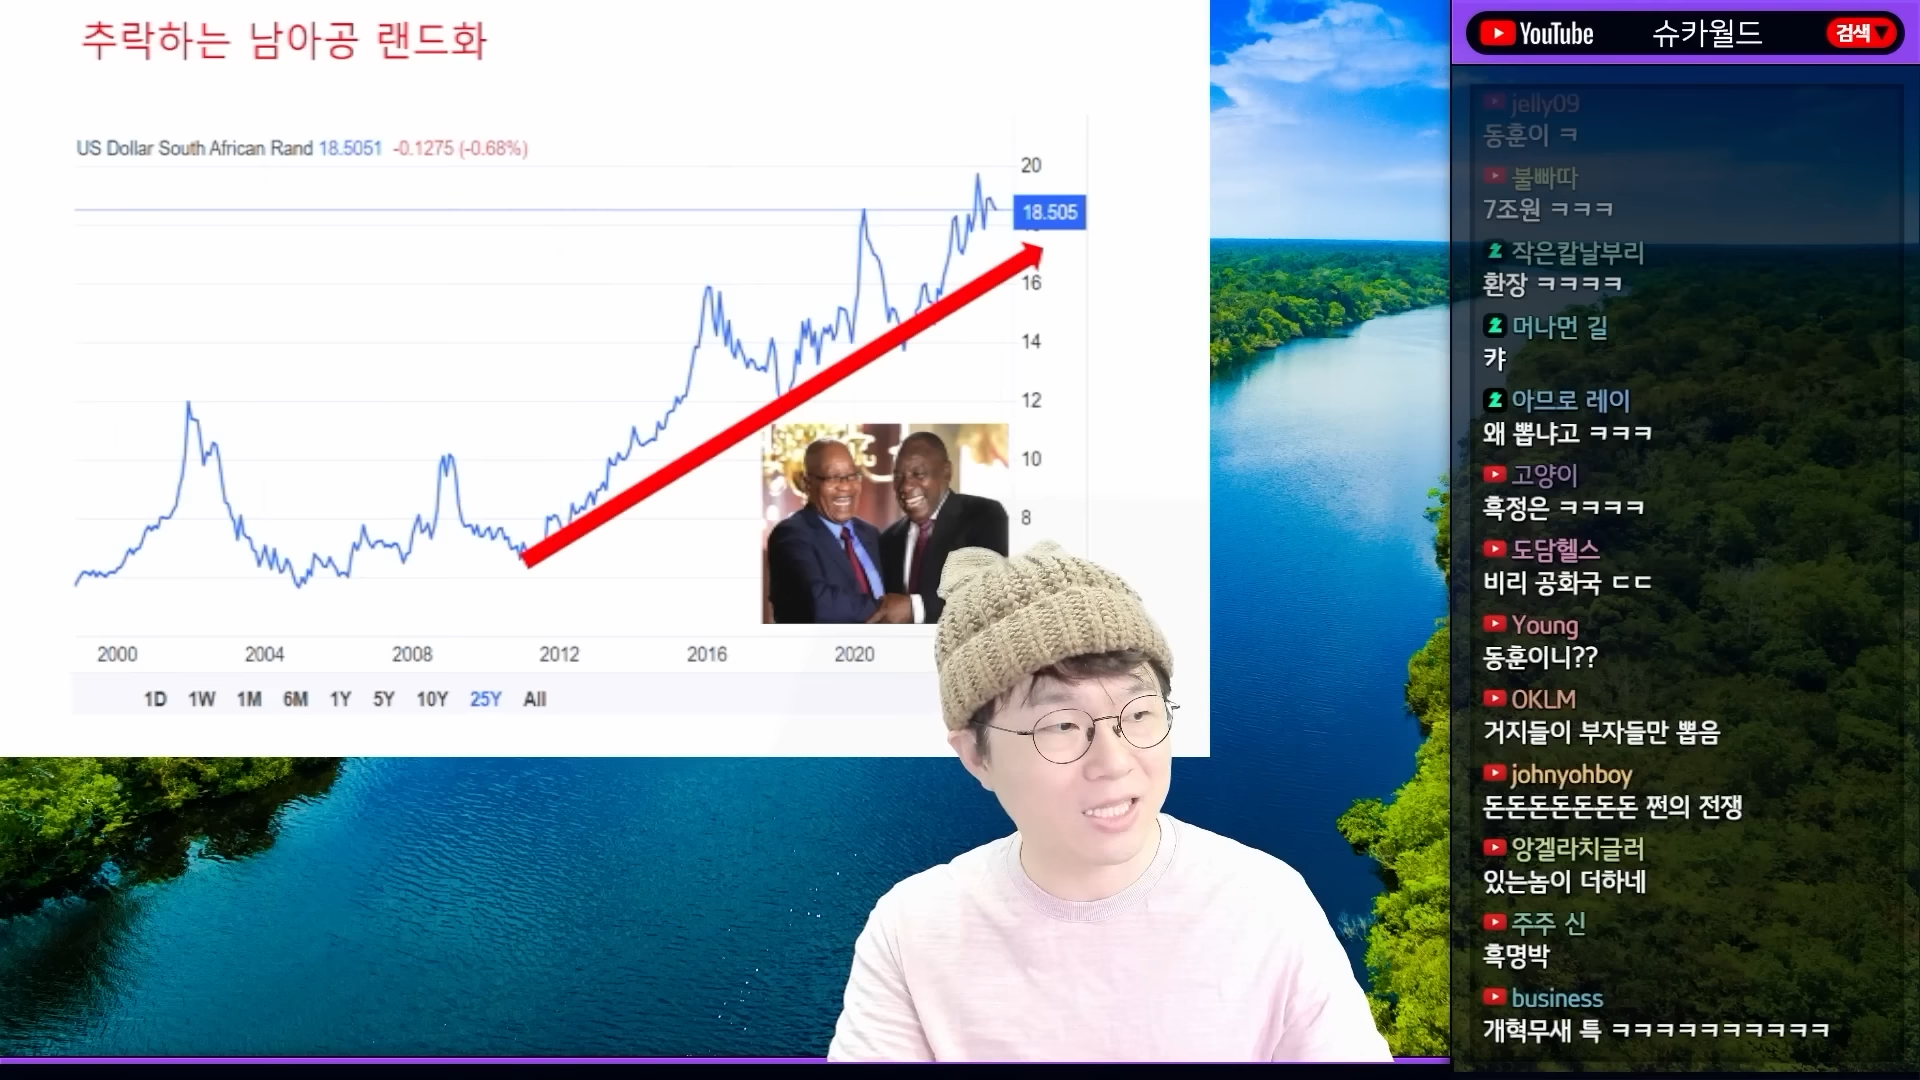 추락하는 남아공 랜드화
US Dollar South African Rand 18.5051 -0.1275 (-0.68%)
20
18.505
16
14
12
10
8
2000 2004 2008 2012 2016 2020
1D 1W 1M 6M 1Y 5Y 10Y 25Y All
YouTube 슈카월드 검색
jelly09
동훈이 ㅋ
불빠따
7조원 ㅋㅋㅋ
작은칼날부리
환장 ㅋㅋㅋㅋ
머나먼 길
캬
아므로 레이
왜 뽑냐고 ㅋㅋㅋ
고양이
흑정은 ㅋㅋㅋㅋ
도담헬스
비리 공화국 ㄷㄷ
Young
동훈이니??
OKLM
거지들이 부자들만 뽑음
johnyohboy
돈돈돈돈돈돈돈 쩐의 전쟁
앙겔라치글러
있는놈이 더하네
주주 신
흑명박
business
개혁무새 특 ㅋㅋㅋㅋㅋㅋㅋㅋㅋㅋ